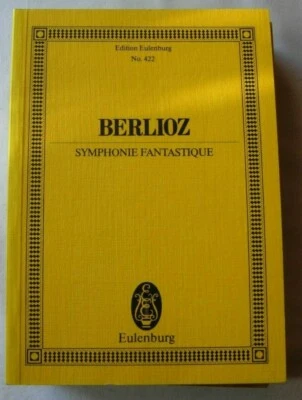 Edition Eulenburg
No. 422
BERLIOZ
SYMPHONIE FANTASTIQUE
Eulenburg